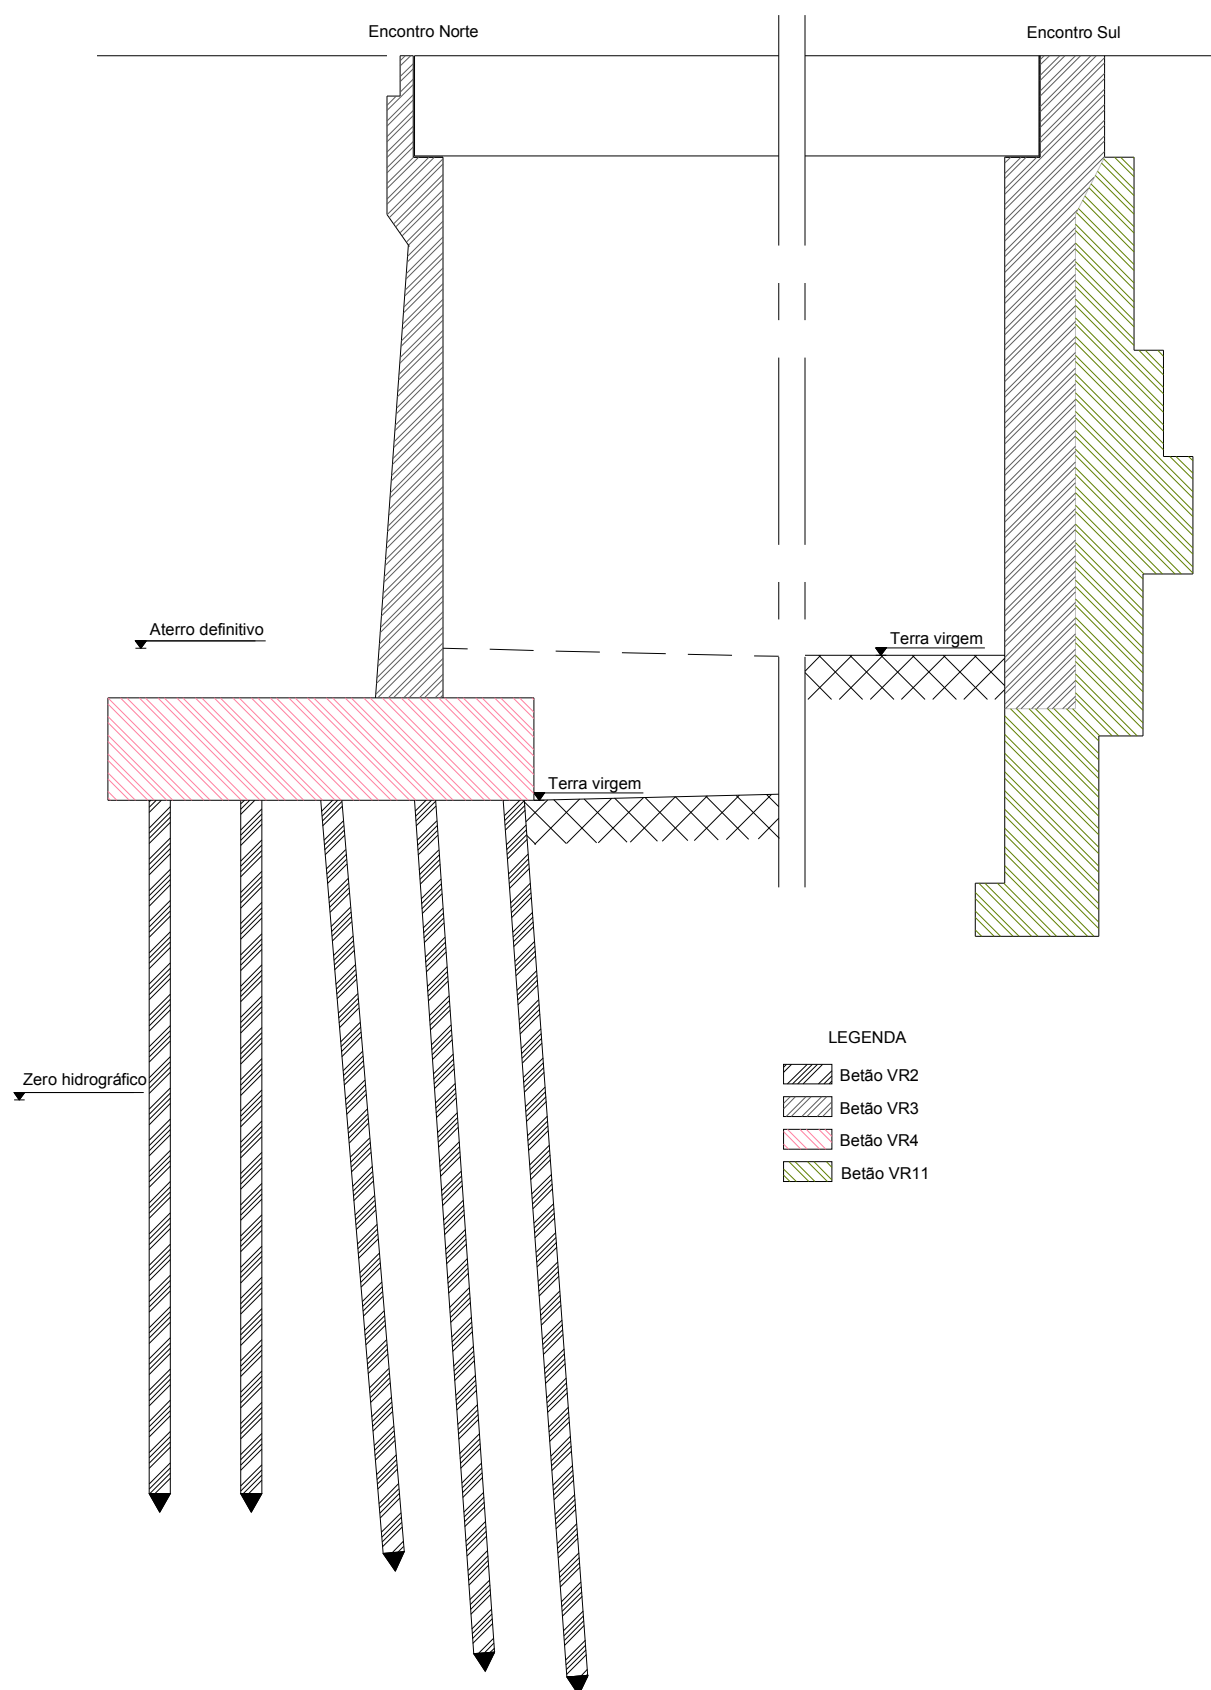 Encontro Norte
Encontro Sul
Aterro definitivo
Terra virgem
Terra virgem
Zero hidrográfico
LEGENDA
Betão VR2
Betão VR3
Betão VR4
Betão VR11